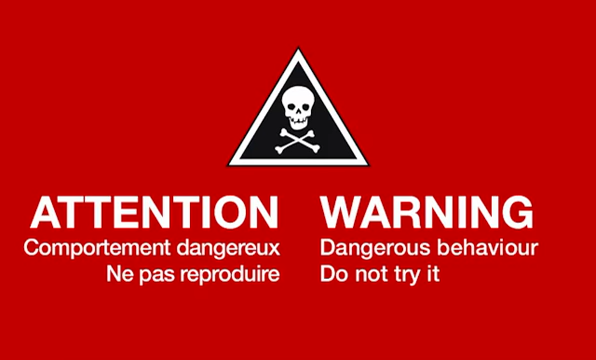 ATTENTION
Comportement dangereux
Ne pas reproduire
WARNING
Dangerous behaviour
Do not try it